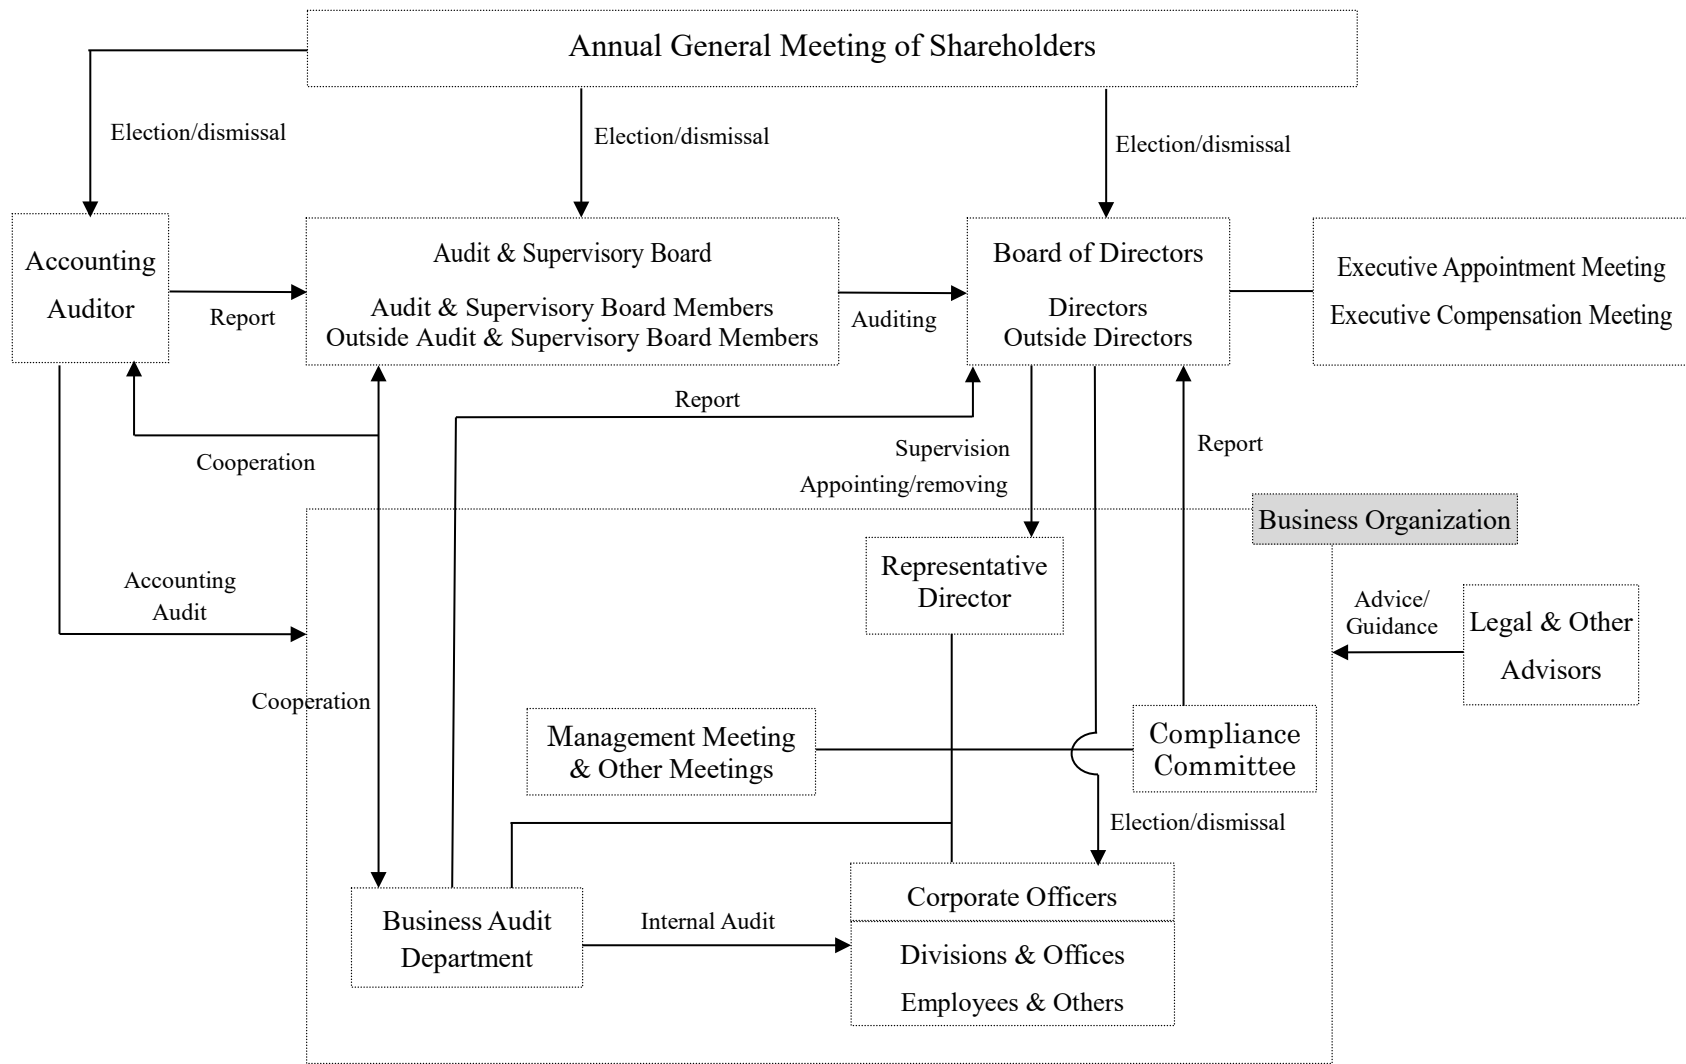 Annual General Meeting of Shareholders
Election/dismissal
Election/dismissal
Election/dismissal
Accounting
Auditor
Report
Audit & Supervisory Board
Audit & Supervisory Board Members
Outside Audit & Supervisory Board Members
Auditing
Board of Directors
Directors
Outside Directors
Executive Appointment Meeting
Executive Compensation Meeting
Report
Cooperation
Supervision
Appointing/removing
Report
Business Organization
Accounting
Audit
Representative
Director
Advice/
Guidance
Legal & Other
Advisors
Cooperation
Management Meeting
& Other Meetings
Compliance
Committee
Election/dismissal
Business Audit
Department
Internal Audit
Corporate Officers
Divisions & Offices
Employees & Others